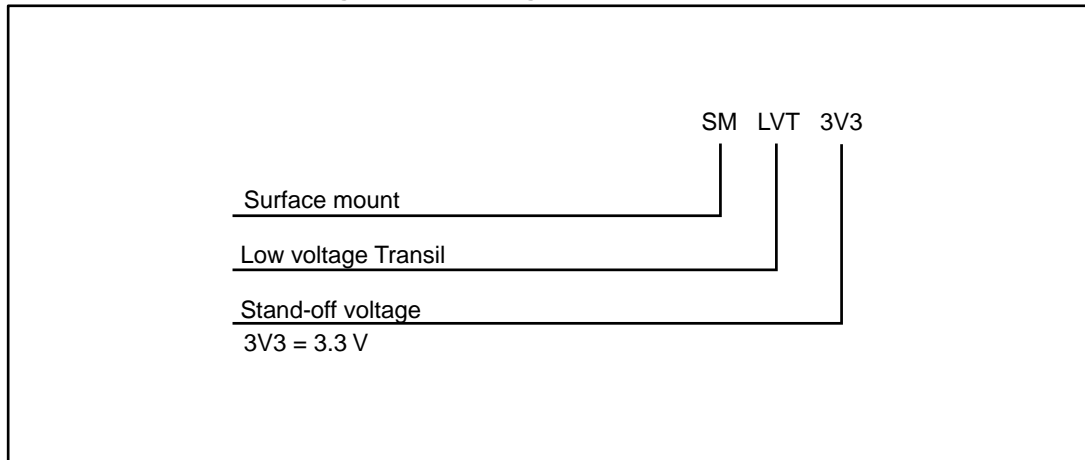 SM LVT 3V3
Surface mount
Low voltage Transil
Stand-off voltage
3V3 = 3.3 V